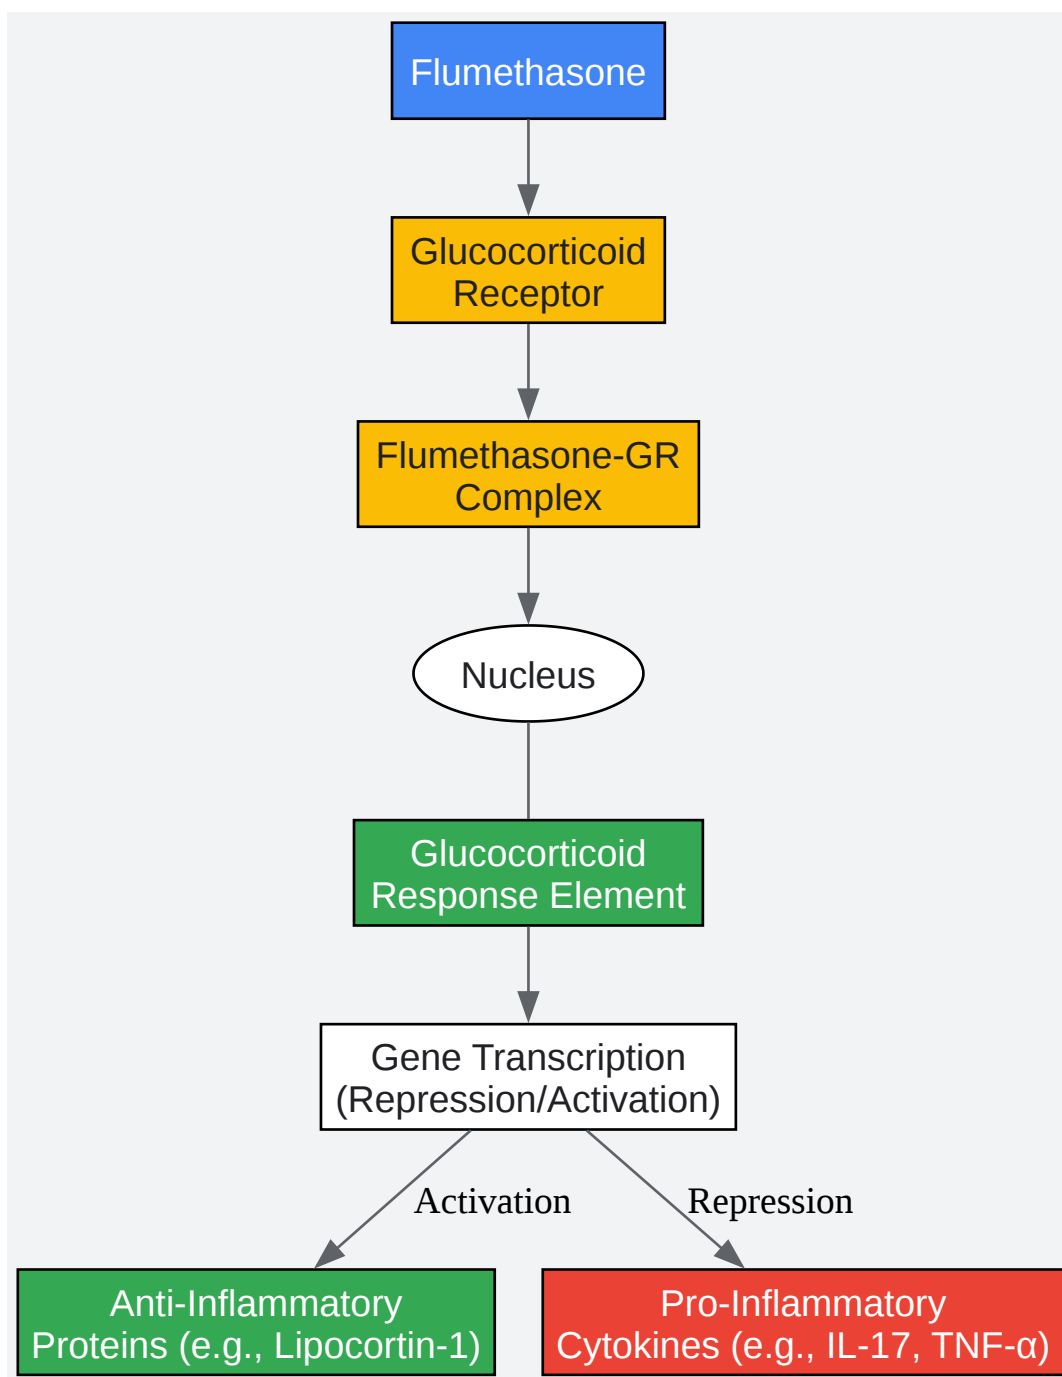 Flumethasone
Glucocorticoid
Receptor
Flumethasone-GR
Complex
Nucleus
Glucocorticoid
Response Element
Gene Transcription
(Repression/Activation)
Activation
Repression
Anti-Inflammatory
Proteins (e.g., Lipocortin-1)
Pro-Inflammatory
Cytokines (e.g., IL-17, TNF-α)